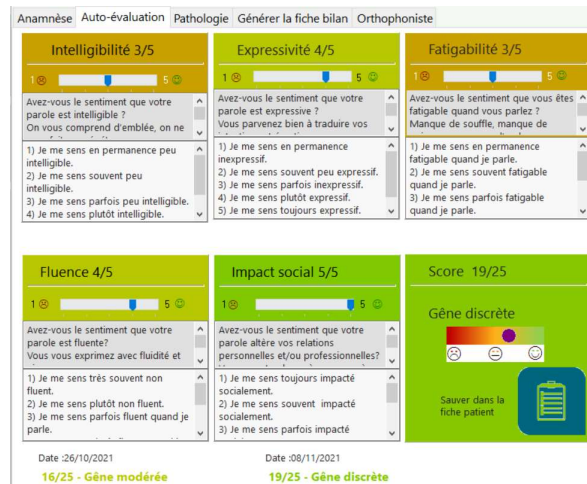 Anamnèse Auto-évaluation Pathologie Générer la fiche bilan Orthophoniste
Intelligibilité 3/5
1 5
Avez-vous le sentiment que votre
parole est intelligible ?
On vous comprend d'emblée, on ne
1) Je me sens en permanence peu
intelligible.
2) Je me sens souvent peu
intelligible.
3) Je me sens parfois peu intelligible.
4) Je me sens plutôt intelligible.
Expressivité 4/5
1 5
Avez-vous le sentiment que votre
parole est expressive ?
Vous parvenez bien à traduire vos
1) Je me sens en permanence
inexpressif.
2) Je me sens souvent peu expressif.
3) Je me sens parfois inexpressif.
4) Je me sens plutôt expressif.
5) Je me sens toujours expressif.
Fatigabilité 3/5
1 5
Avez-vous le sentiment que vous êtes
fatigable quand vous parlez ?
Manque de souffle, manque de
1) Je me sens en permanence
fatigable quand je parle.
2) Je me sens souvent fatigable
quand je parle.
3) Je me sens parfois fatigable
quand je parle.
Fluence 4/5
1 5
Avez-vous le sentiment que votre
parole est fluente?
Vous vous exprimez avec fluidité et
1) Je me sens très souvent non
fluent.
2) Je me sens plutôt non fluent.
3) Je me sens parfois fluent quand je
parle.
Impact social 5/5
1 5
Avez-vous le sentiment que votre
parole altère vos relations
personnelles et/ou professionnelles?
1) Je me sens toujours impacté
socialement.
2) Je me sens souvent impacté
socialement.
3) Je me sens parfois impacté
Score 19/25
Gêne discrète
Sauver dans la
fiche patient
Date :26/10/2021
16/25 - Gêne modérée
Date :08/11/2021
19/25 - Gêne discrète